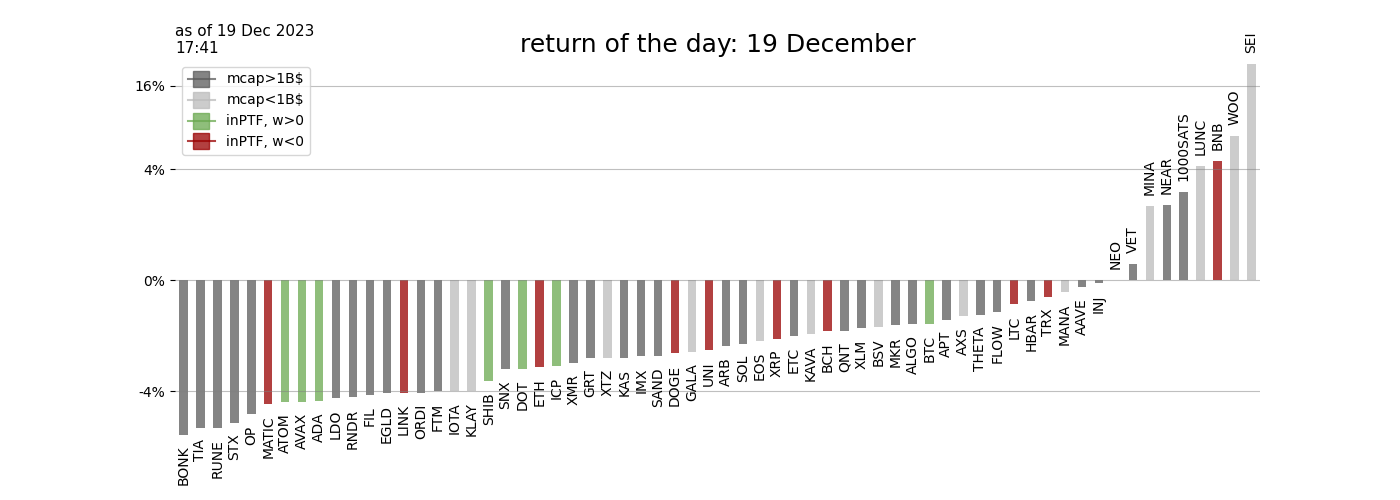 as of 19 Dec 2023
17:41
return of the day: 19 December
mcap>1B$
mcap<1B$
inPTF, w>0
inPTF, w<0
16%
4%
0%
-4%
BONK
TIA
RUNE
STX
OP
MATIC
ATOM
AVAX
ADA
LDO
RNDR
FIL
EGLD
LINK
ORDI
FTM
IOTA
KLAY
SHIB
SNX
DOT
ETH
ICP
XMR
GRT
XTZ
KAS
IMX
SAND
DOGE
GALA
UNI
ARB
SOL
EOS
XRP
ETC
KAVA
BCH
QNT
XLM
BSV
MKR
ALGO
BTC
APT
AXS
THETA
FLOW
LTC
HBAR
TRX
MANA
AAVE
INJ
NEO
VET
MINA
NEAR
1000SATS
LUNC
BNB
WOO
SEI